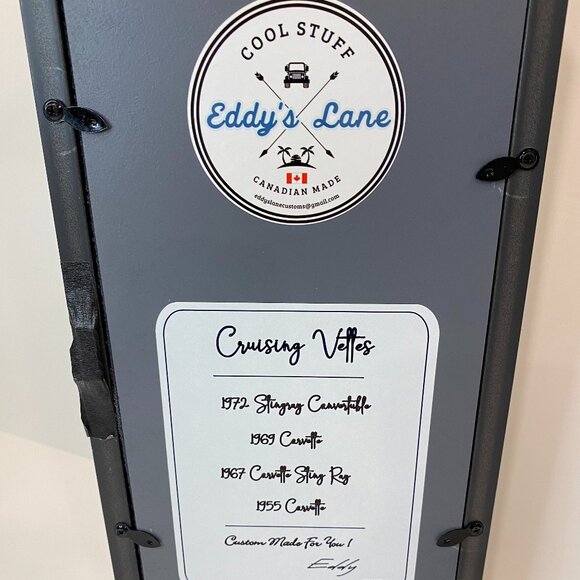 COOL STUFF
Eddy's Lane
CANADIAN MADE
eddyslanecustoms@gmail.com
Cruising Vettes
1972 Stingray Convertible
1969 Corvette
1967 Corvette Sting Ray
1955 Corvette
Custom Made For You !
Eddy